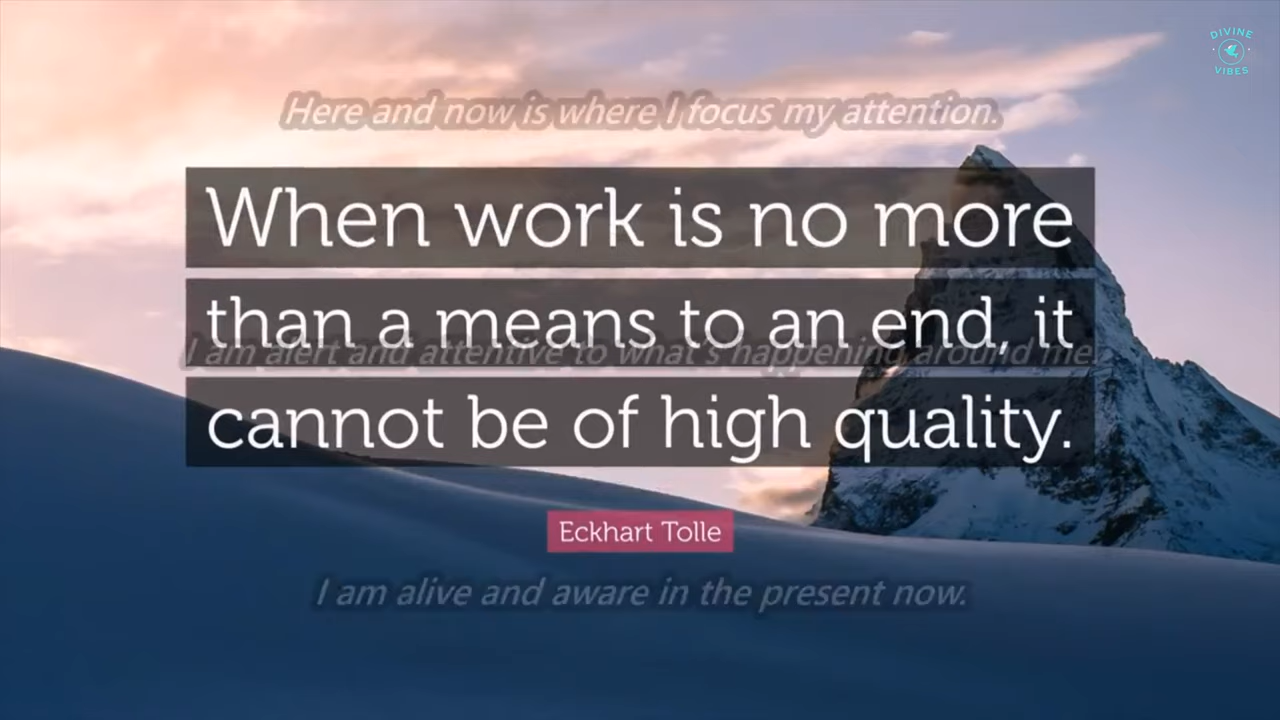 DIVINE
VIBES
Here and now is where I focus my attention.
When work is no more
than a means to an end, it
I am alert and attentive to what's happening around me.
cannot be of high quality.
Eckhart Tolle
I am alive and aware in the present now.